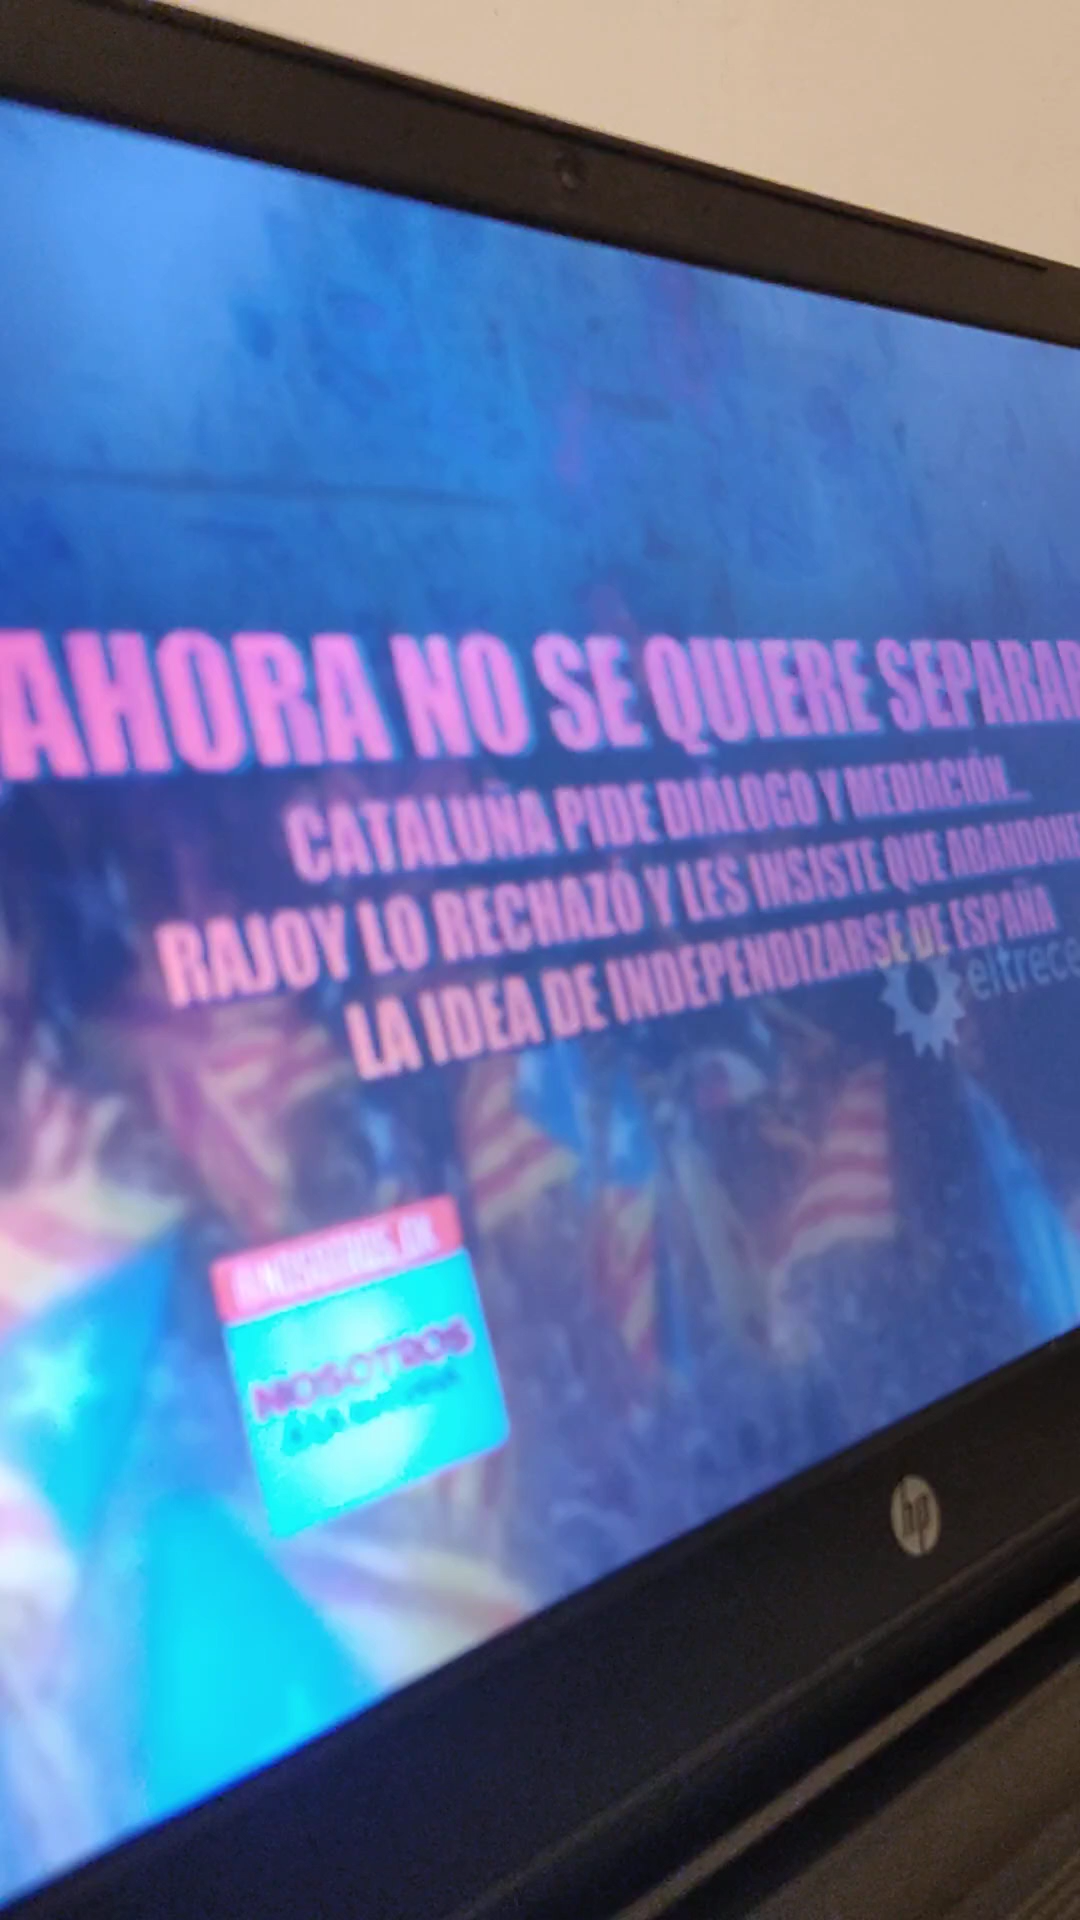 AHORA NO SE QUIERE SEPARAR
CATALUÑA PIDE DIÁLOGO Y MEDIACIÓN...
RAJOY LO RECHAZÓ Y LES INSISTE QUE ABANDONE
LA IDEA DE INDEPENDIZARSE DE ESPAÑA
eltrece
NOSOTROS
hp